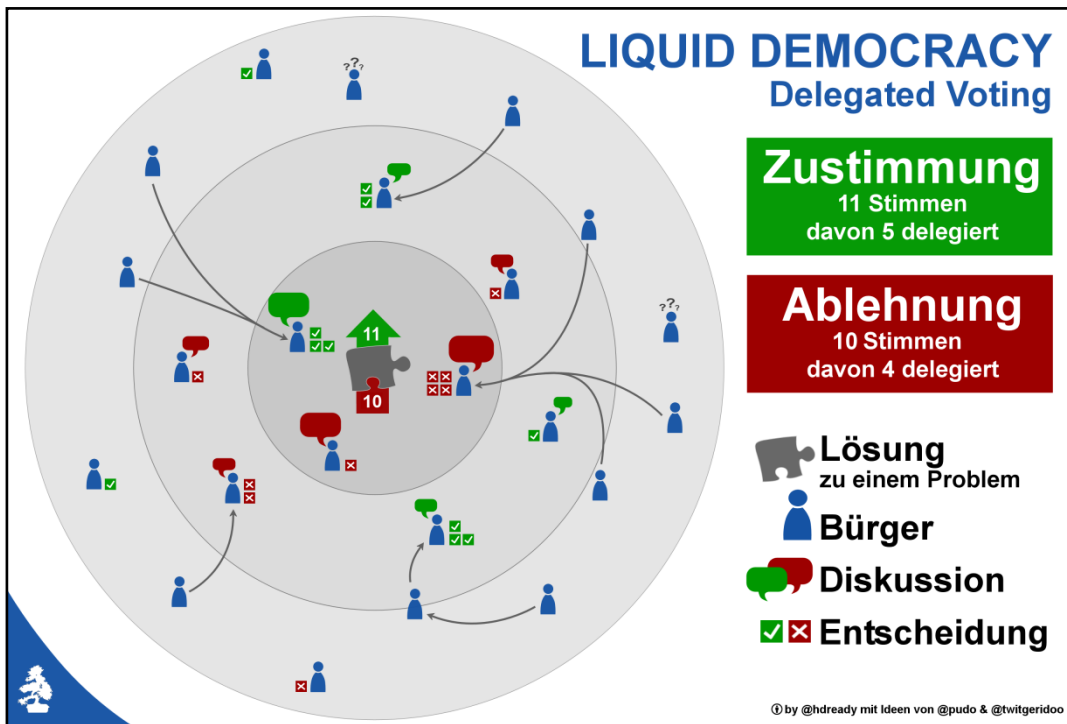 LIQUID DEMOCRACY
Delegated Voting
Zustimmung
11 Stimmen
davon 5 delegiert
Ablehnung
10 Stimmen
davon 4 delegiert
Lösung
zu einem Problem
Bürger
Diskussion
Entscheidung
???
???
11
10
by @hdready mit Ideen von @pudo & @twitgeridoo